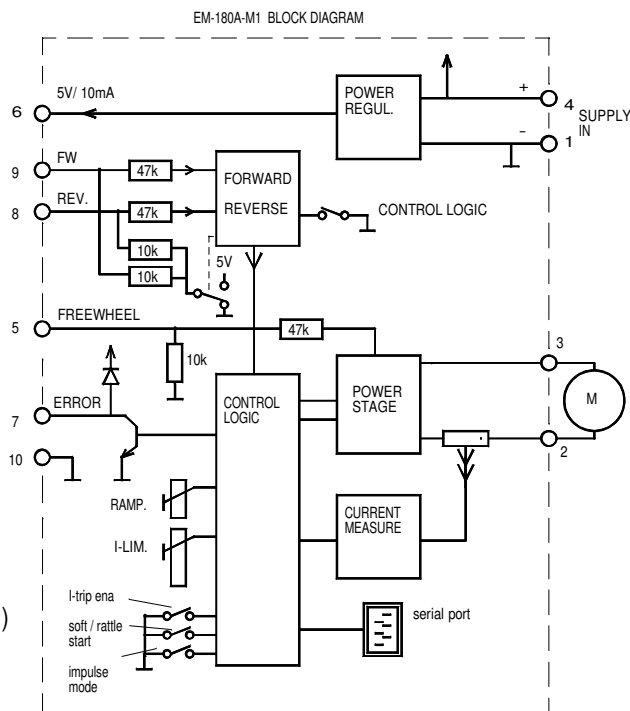 EM-180A-M1 BLOCK DIAGRAM
6
5V/ 10mA
POWER
REGUL.
+
4
SUPPLY
IN
-
1
9
FW
47k
FORWARD
REVERSE
8
REV.
47k
CONTROL LOGIC
10k
10k
5V
5
FREEWHEEL
47k
10k
3
7
ERROR
CONTROL
LOGIC
POWER
STAGE
M
2
10
RAMP.
CURRENT
MEASURE
I-LIM.
I-trip ena
)
soft / rattle
start
serial port
impulse
mode